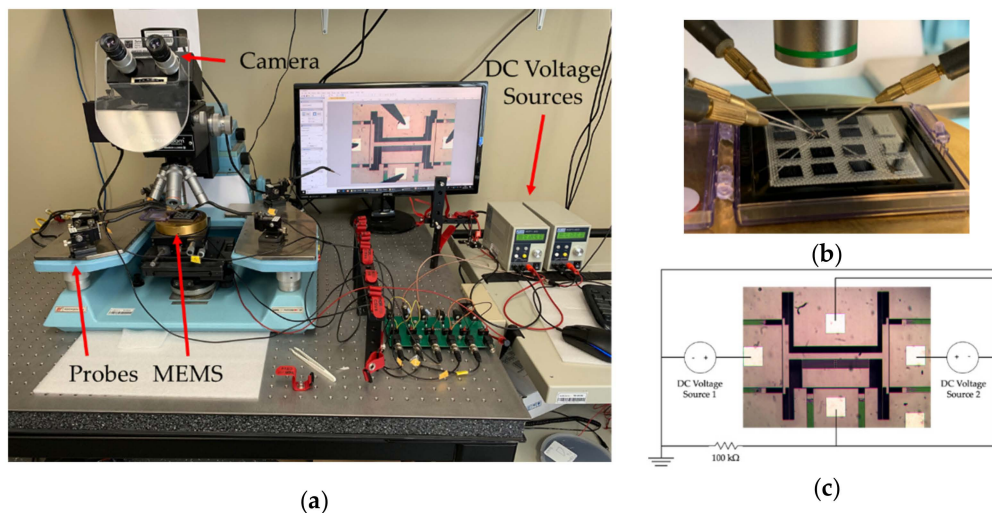 Camera
DC Voltage
Sources
Probes MEMS
(a)
(b)
- +
DC Voltage
Source 1
+ -
DC Voltage
Source 2
100 kΩ
(c)